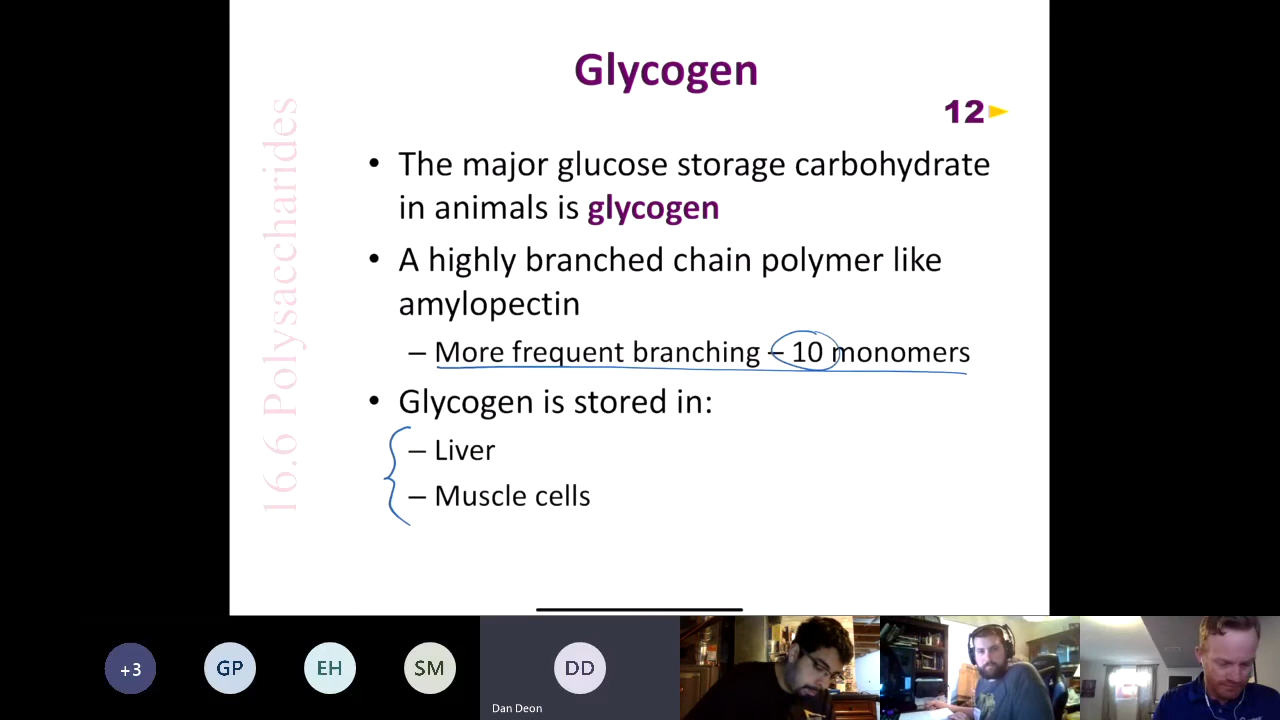 Glycogen
12
16.6 Polysaccharides
• The major glucose storage carbohydrate
in animals is glycogen
• A highly branched chain polymer like
amylopectin
– More frequent branching – 10 monomers
• Glycogen is stored in:
– Liver
– Muscle cells
+3
GP
EH
SM
DD
Dan Deon